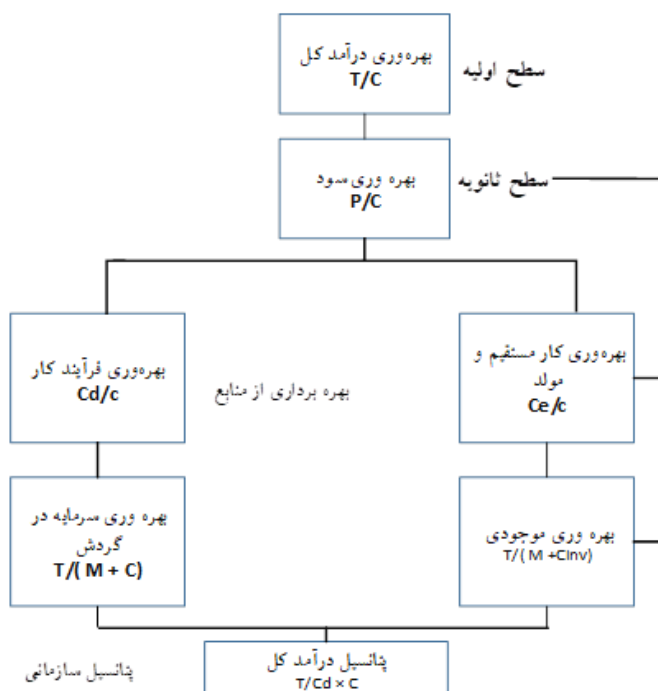 بهره‌وری درآمد کل
T/C
سطح اولیه
بهره وری سود
P/C
سطح ثانویه
بهره‌وری کار مستقیم و
مولد
Ce/c
بهره‌وری فرآیند کار
Cd/c
بهره برداری از منابع
بهره وری موجودی
T/( M +CInv)
بهره وری سرمایه در
گردش
T/( M + C)
پتانسیل درآمد کل
T/Cd × C
پتانسیل سازمانی